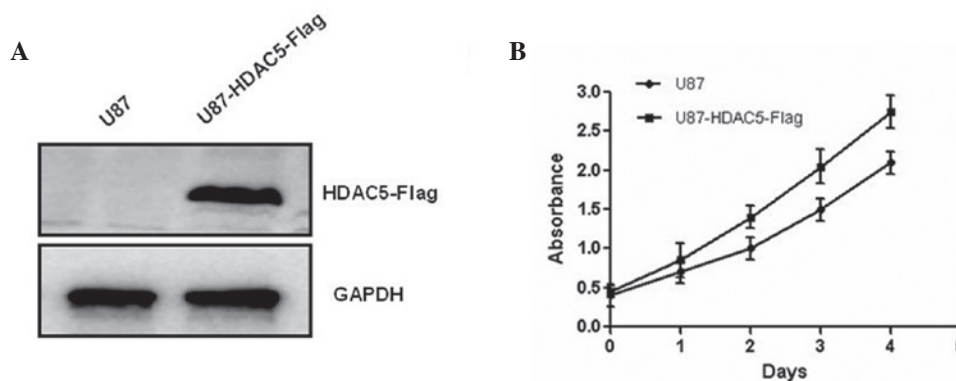 A
U87
U87-HDAC5-Flag
HDAC5-Flag
GAPDH
B
U87
U87-HDAC5-Flag
3.0
2.5
2.0
1.5
1.0
0.5
0.0
Absorbance
0 1 2 3 4
Days